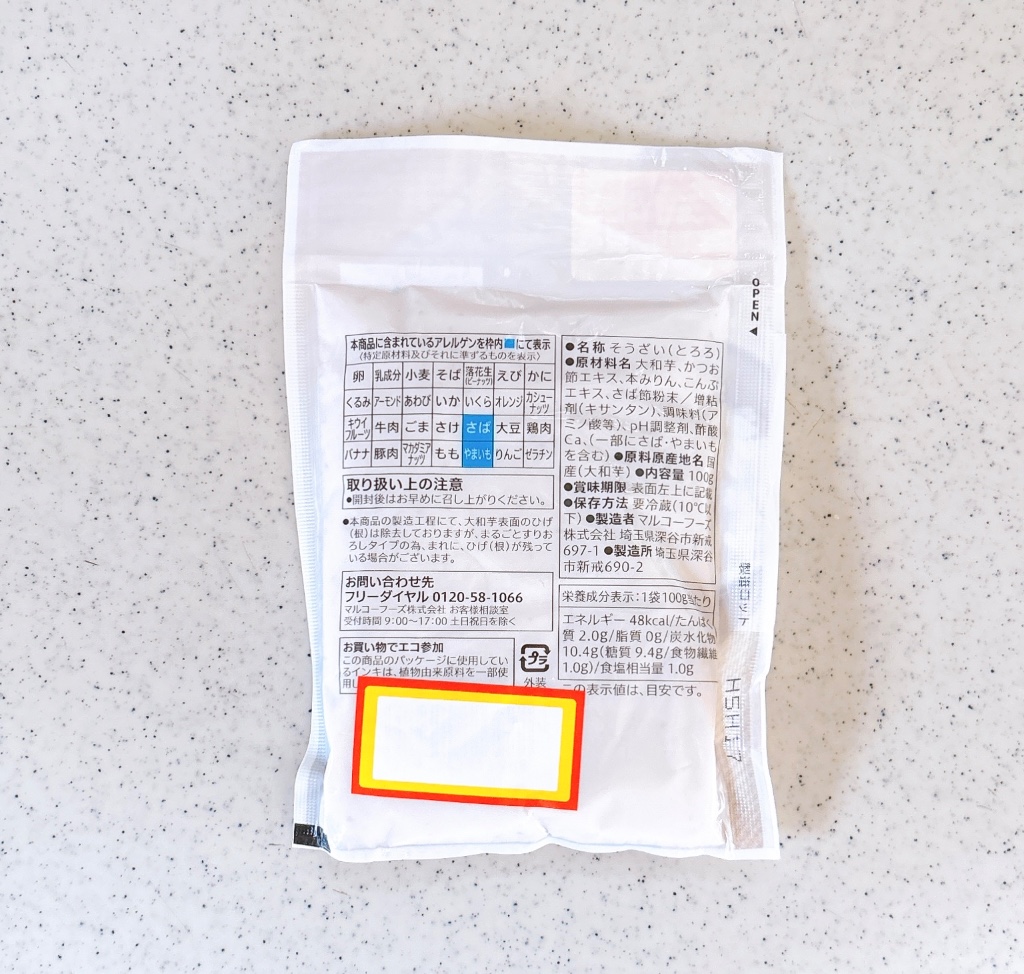 本商品に含まれているアレルゲンを枠内■にて表示
(特定原材料及びそれに準ずるものを表示)
卵 乳成分 小麦 そば 落花生(ピーナッツ) えび かに
くるみ アーモンド あわび いか いくら オレンジ カシューナッツ
キウイフルーツ 牛肉 ごま さけ さば 大豆 鶏肉
バナナ 豚肉 マカダミアナッツ もも やまいも りんご ゼラチン
取り扱い上の注意
●開封後はお早めに召し上がりください。
●本商品の製造工程にて、大和芋表面のひげ
(根)は除去しておりますが、まるごとすりお
ろしタイプの為、まれに、ひげ(根)が残って
いる場合がございます。
お問い合わせ先
フリーダイヤル 0120-58-1066
マルコーフーズ株式会社 お客様相談室
受付時間 9:00〜17:00 土日祝日を除く
お買い物でエコ参加
この商品のパッケージに使用してい
るインキは、植物由来原料を一部使
用し
プラ
外装
OPEN◀
●名称 そうざい(とろろ)
●原材料名 大和芋、かつお
節エキス、本みりん、こんぶ
エキス、さば節粉末/増粘
剤(キサンタン)、調味料(ア
ミノ酸等)、pH調整剤、酢酸
Ca、(一部にさば・やまいも
を含む) ●原料原産地名 国
産(大和芋) ●内容量 100g
●賞味期限 表面左上に記載
●保存方法 要冷蔵(10℃以
下) ●製造者 マルコーフーズ
株式会社 埼玉県深谷市新戒
697-1 ●製造所 埼玉県深谷
市新戒690-2
栄養成分表示:1袋100g当たり
エネルギー 48kcal/たんぱく
質 2.0g/脂質 0g/炭水化物
10.4g(糖質 9.4g/食物繊維
1.0g)/食塩相当量 1.0g
この表示値は、目安です。
製造ロット